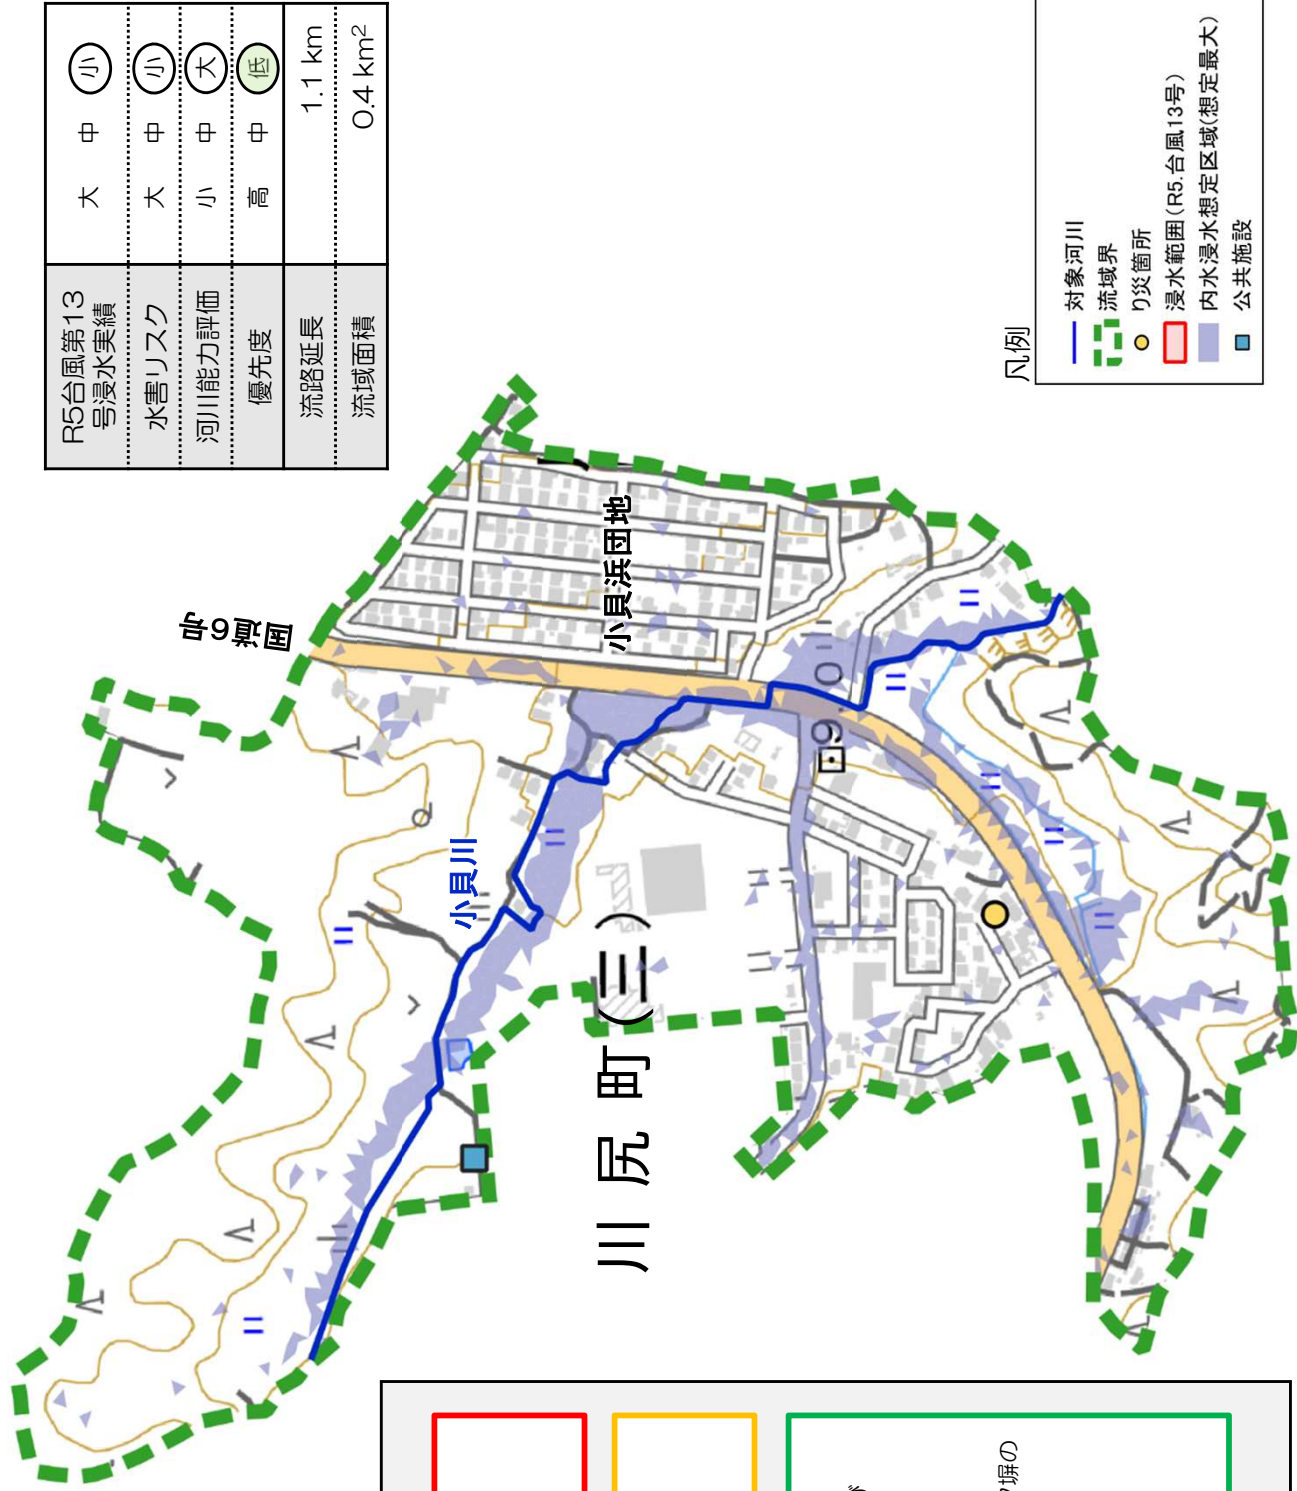 R5台風第13
号浸水実績
大 中 小
水害リスク
大 中 小
河川能力評価
小 中 大
優先度
高 中 低
流路延長
1.1 km
流域面積
0.4 km²
国道6号
小貝浜団地
小貝川
川尻町(三)
9.0
凡例
対象河川
流域界
り災箇所
浸水範囲(R5.台風13号)
内水浸水想定区域(想定最大)
公共施設
塀の